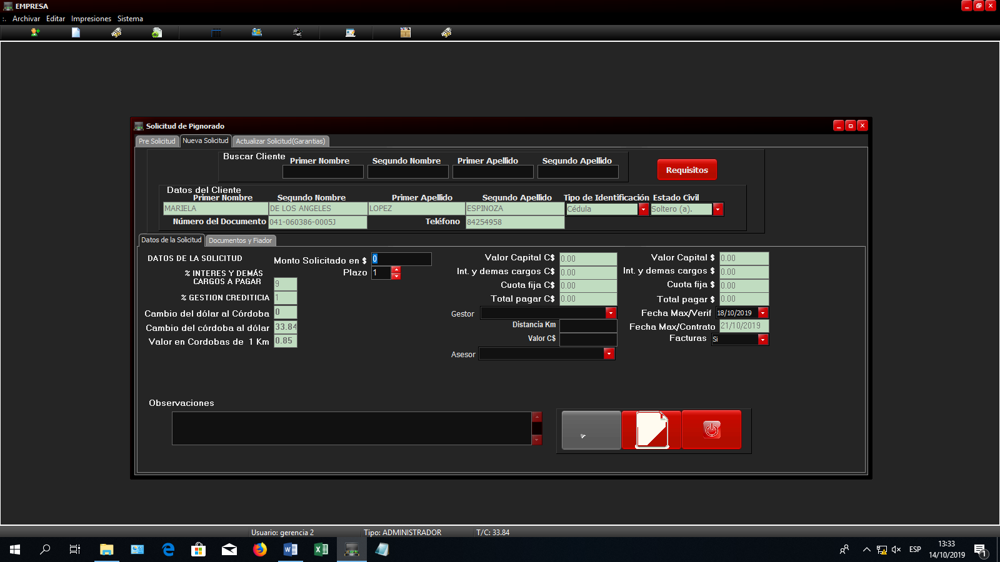 EMPRESA
Archivar Editar Impresiones Sistema
Solicitud de Pignorado
Pre Solicitud Nueva Solicitud Actualizar Solicitud(Garantias)
Buscar Cliente
Primer Nombre Segundo Nombre Primer Apellido Segundo Apellido
Requisitos
Datos del Cliente
Primer Nombre Segundo Nombre Primer Apellido Segundo Apellido Tipo de Identificación Estado Civil
MARIELA DE LOS ANGELES LOPEZ ESPINOZA Cédula Soltero (a).
Número del Documento 041-060386-0005J Teléfono 84254958
Datos de la Solicitud Documentos y Fiador
DATOS DE LA SOLICITUD Monto Solicitado en $ 0 Valor Capital C$ 0.00 Valor Capital $ 0.00
% INTERES Y DEMÁS CARGOS A PAGAR 9 Plazo 1 Int. y demas cargos C$ 0.00 Int. y demas cargos $ 0.00
Cuota fija C$ 0.00 Cuota fija $ 0.00
% GESTION CREDITICIA 1 Total pagar C$ 0.00 Total pagar $ 0.00
Cambio del dólar al Córdoba 0 Gestor Fecha Max/Verif 18/10/2019
Cambio del córdoba al dólar 33.84 Distancia Km Fecha Max/Contrato 21/10/2019
Valor en Cordobas de 1 Km 0.85 Valor C$ Facturas Si
Asesor
Observaciones
Usuario: gerencia 2 Tipo: ADMINISTRADOR T/C: 33.84
ESP 13:33
14/10/2019 1